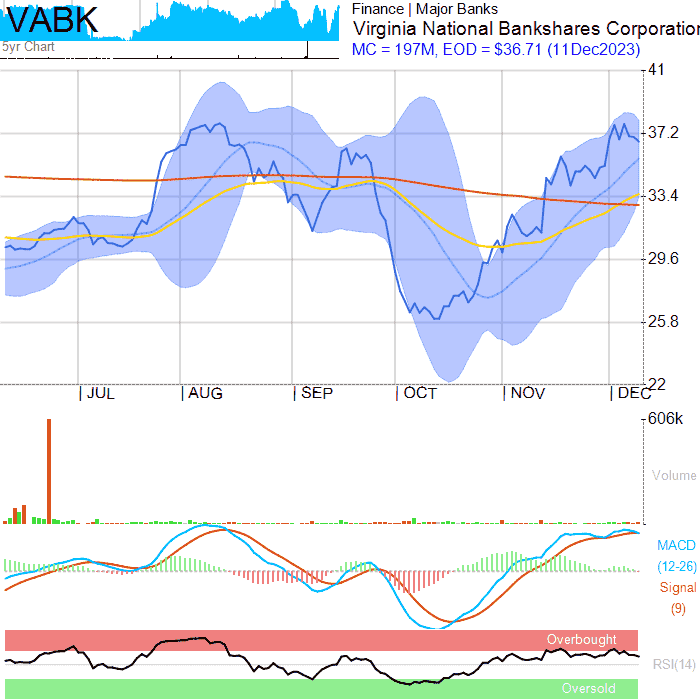 VABK
5yr Chart
Finance | Major Banks
Virginia National Bankshares Corporation
MC = 197M, EOD = $36.71 (11Dec2023)
41
37.2
33.4
29.6
25.8
22
| JUL | AUG | SEP | OCT | NOV | DEC
606k
Volume
MACD
(12-26)
Signal
(9)
Overbought
RSI(14)
Oversold